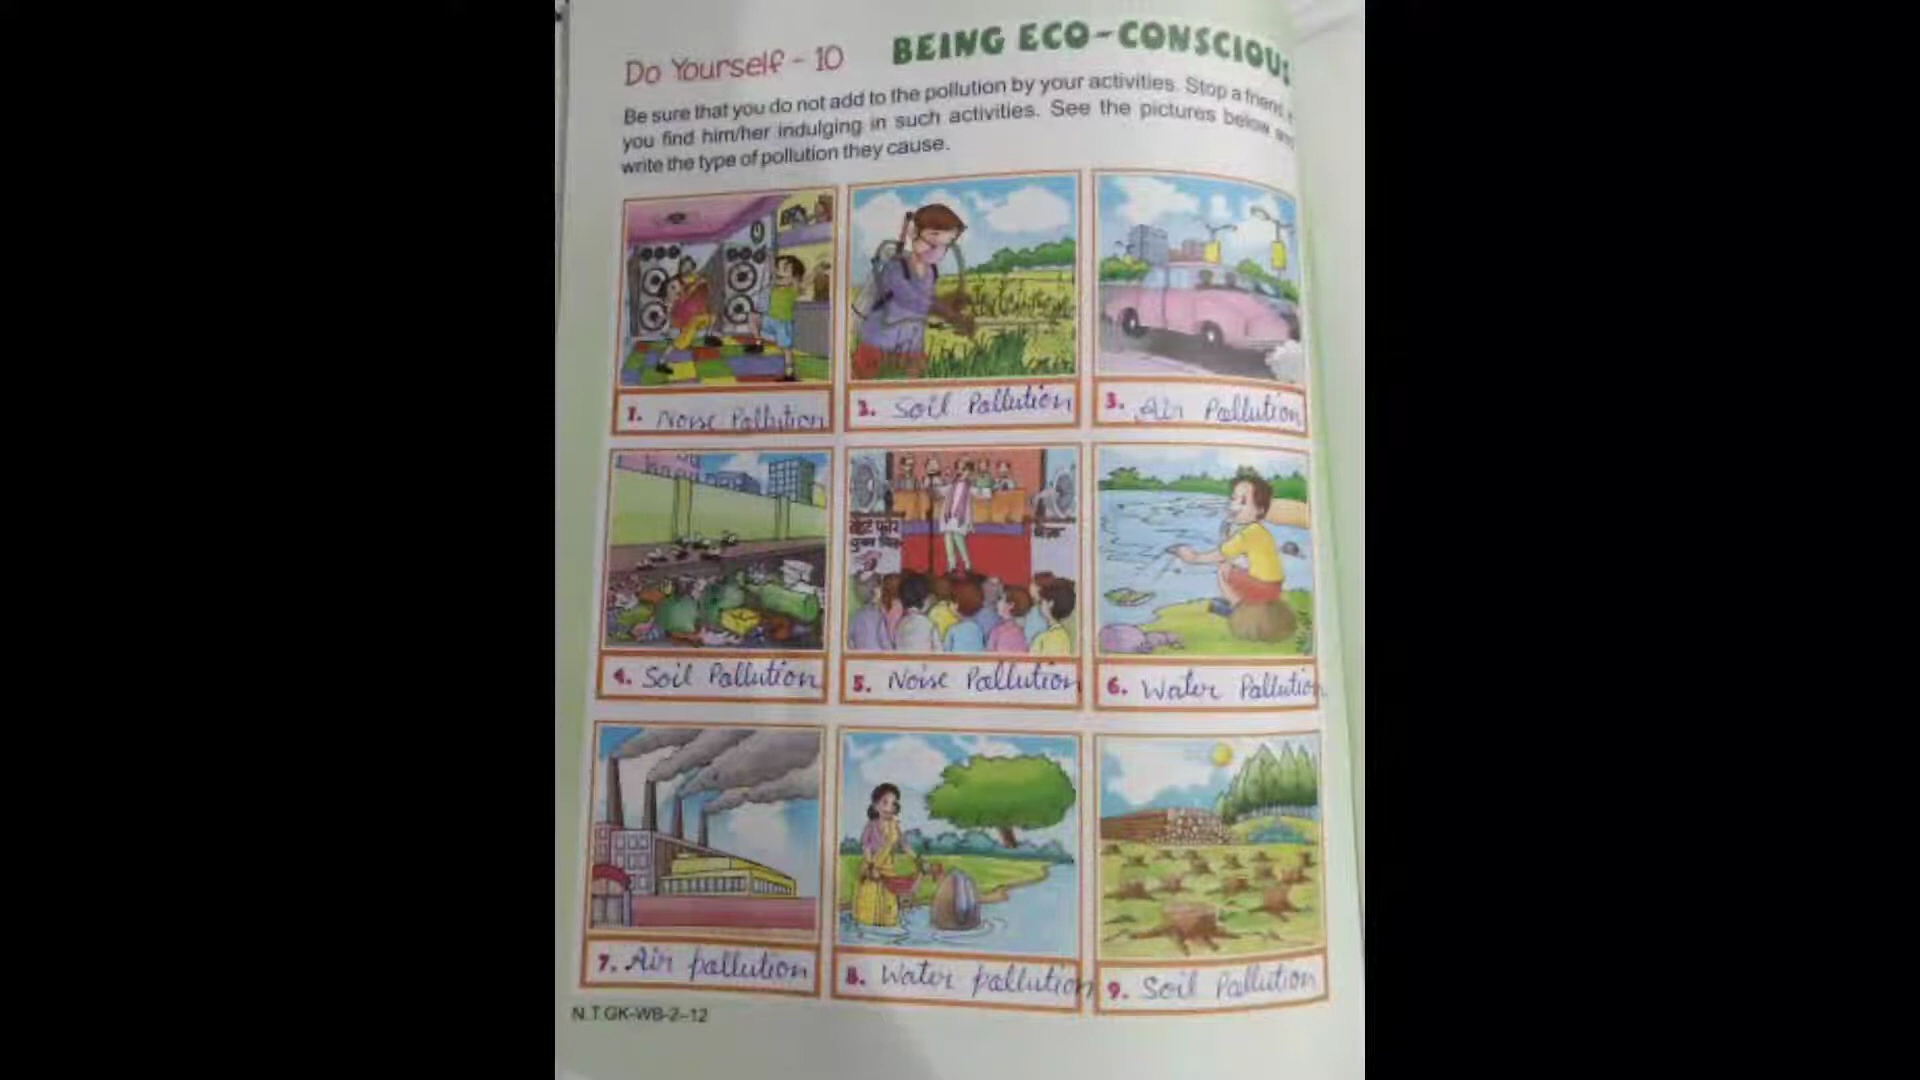 Do Yourself - 10
BEING ECO-CONSCIOUS
Be sure that you do not add to the pollution by your activities. Stop a friend
you find him/her indulging in such activities. See the pictures below and
write the type of pollution they cause.
1. Noise Pollution
2. Soil Pollution
3. Air Pollution
4. Soil Pollution
5. Noise Pollution
6. Water Pollution
7. Air pollution
8. Water pollution
9. Soil Pollution
N.T.GK-WB-2-12